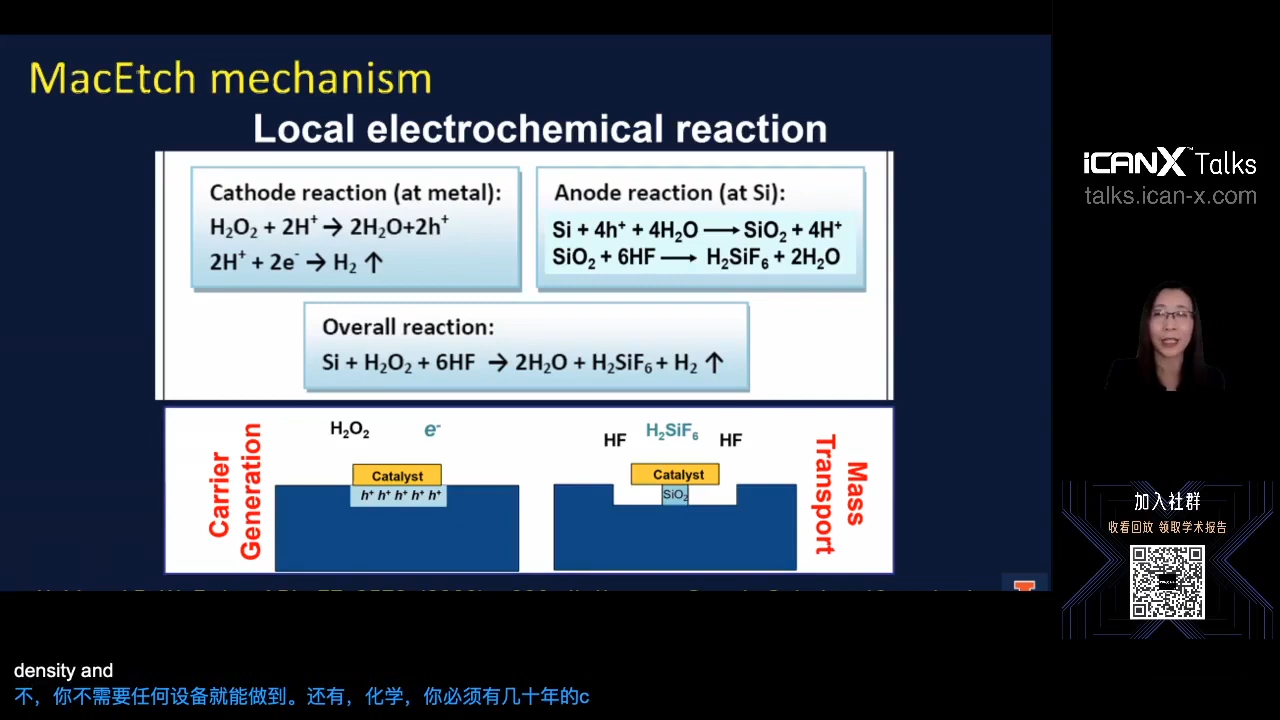 MacEtch mechanism
Local electrochemical reaction
Cathode reaction (at metal):
H₂O₂ + 2H⁺ → 2H₂O+2h⁺
2H⁺ + 2e⁻ → H₂ ↑
Anode reaction (at Si):
Si + 4h⁺ + 4H₂O ⟶ SiO₂ + 4H⁺
SiO₂ + 6HF ⟶ H₂SiF₆ + 2H₂O
Overall reaction:
Si + H₂O₂ + 6HF → 2H₂O + H₂SiF₆ + H₂ ↑
Carrier
Generation
H₂O₂ e⁻
Catalyst
h⁺ h⁺ h⁺ h⁺ h⁺
HF H₂SiF₆ HF
Catalyst
SiO₂
Mass
Transport
iCANX Talks
talks.ican-x.com
加入社群
收看回放 领取学术报告
density and
不，你不需要任何设备就能做到。还有，化学，你必须有几十年的c